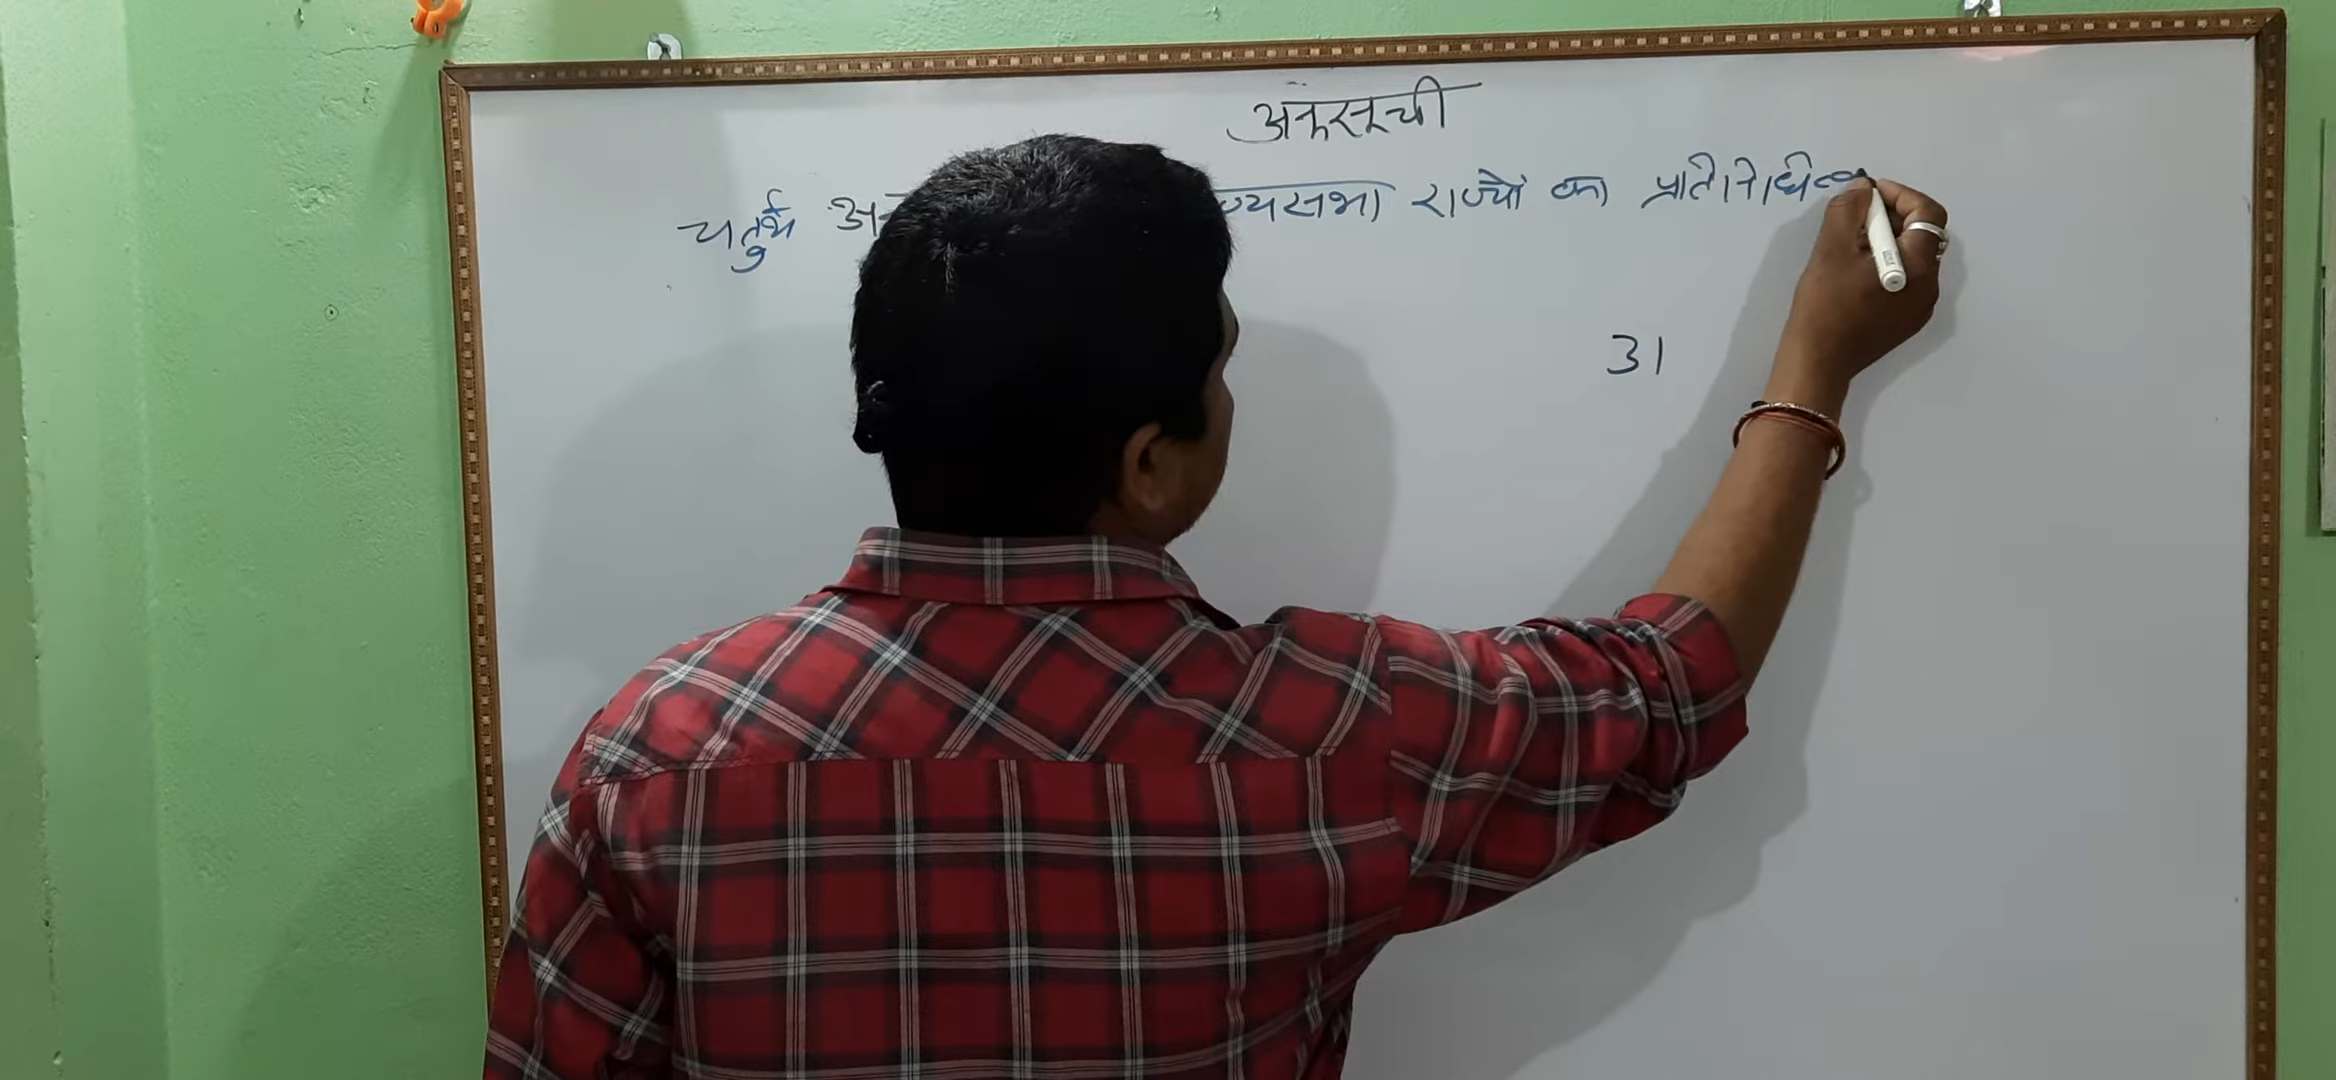 अनुसूची
चतुर्थ राज्यों का प्रतिनिधित्व
31